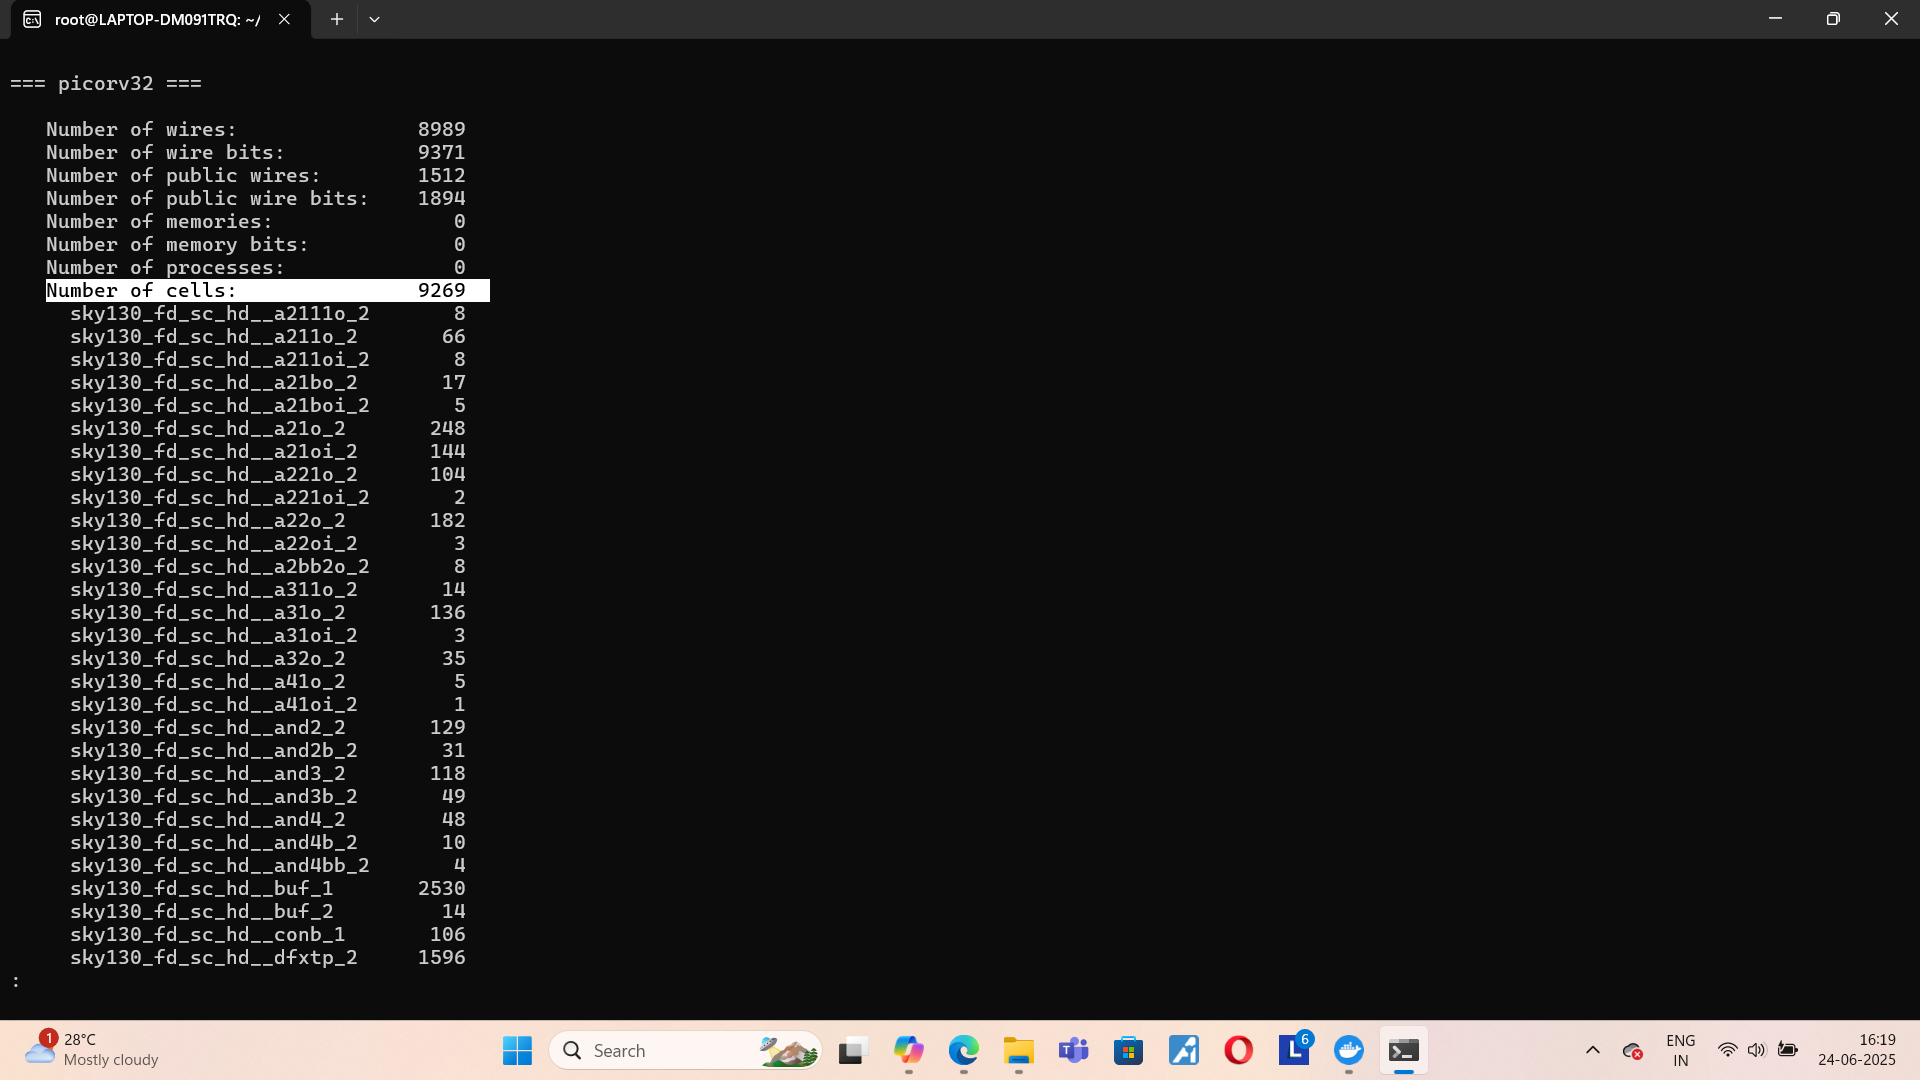 root@LAPTOP-DM091TRQ: ~/
=== picorv32 ===
Number of wires: 8989
Number of wire bits: 9371
Number of public wires: 1512
Number of public wire bits: 1894
Number of memories: 0
Number of memory bits: 0
Number of processes: 0
Number of cells: 9269
sky130_fd_sc_hd__a2111o_2 8
sky130_fd_sc_hd__a211o_2 66
sky130_fd_sc_hd__a211oi_2 8
sky130_fd_sc_hd__a21bo_2 17
sky130_fd_sc_hd__a21boi_2 5
sky130_fd_sc_hd__a21o_2 248
sky130_fd_sc_hd__a21oi_2 144
sky130_fd_sc_hd__a221o_2 104
sky130_fd_sc_hd__a221oi_2 2
sky130_fd_sc_hd__a22o_2 182
sky130_fd_sc_hd__a22oi_2 3
sky130_fd_sc_hd__a2bb2o_2 8
sky130_fd_sc_hd__a311o_2 14
sky130_fd_sc_hd__a31o_2 136
sky130_fd_sc_hd__a31oi_2 3
sky130_fd_sc_hd__a32o_2 35
sky130_fd_sc_hd__a41o_2 5
sky130_fd_sc_hd__a41oi_2 1
sky130_fd_sc_hd__and2_2 129
sky130_fd_sc_hd__and2b_2 31
sky130_fd_sc_hd__and3_2 118
sky130_fd_sc_hd__and3b_2 49
sky130_fd_sc_hd__and4_2 48
sky130_fd_sc_hd__and4b_2 10
sky130_fd_sc_hd__and4bb_2 4
sky130_fd_sc_hd__buf_1 2530
sky130_fd_sc_hd__buf_2 14
sky130_fd_sc_hd__conb_1 106
sky130_fd_sc_hd__dfxtp_2 1596
:
1
28°C
Mostly cloudy
Search
6
ENG
IN
16:19
24-06-2025